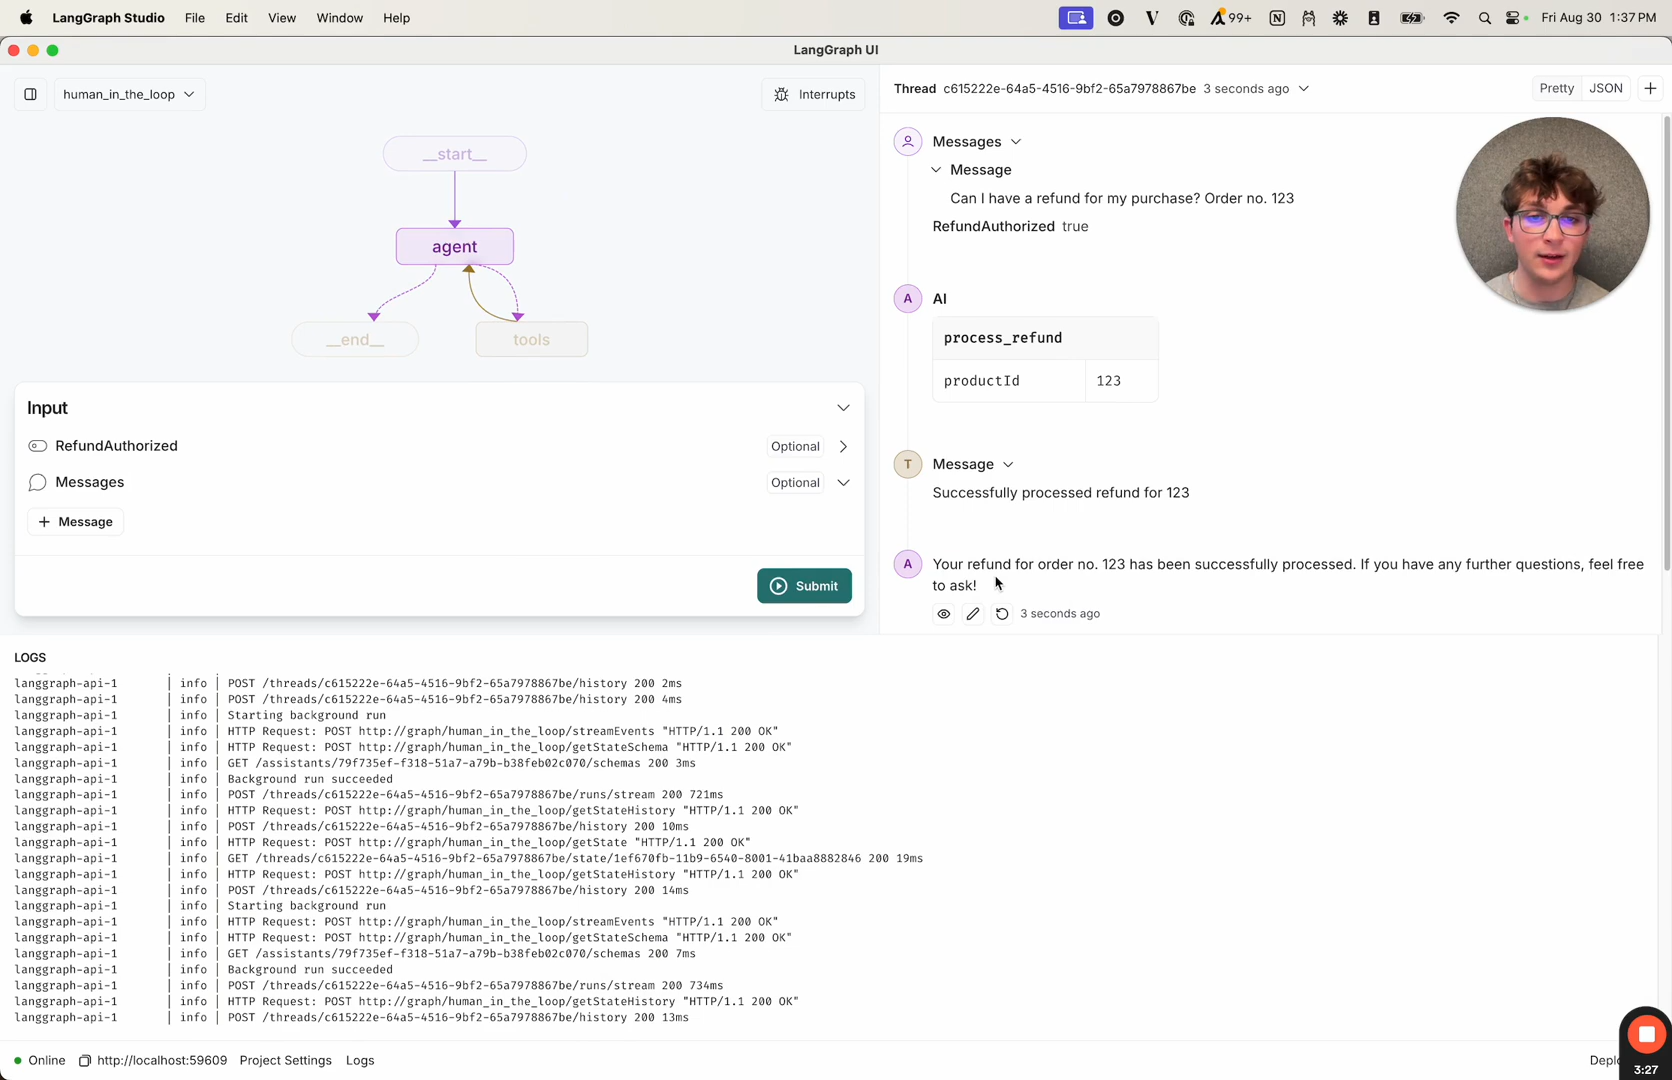 LangGraph Studio File Edit View Window Help
V 99+ Fri Aug 30 1:37 PM
LangGraph UI
human_in_the_loop
Interrupts
Thread c615222e-64a5-4516-9bf2-65a7978867be 3 seconds ago
Pretty JSON
__start__
agent
__end__
tools
Input
RefundAuthorized Optional
Messages Optional
+ Message
Submit
Messages
Message
Can I have a refund for my purchase? Order no. 123
RefundAuthorized true
A AI
process_refund
productId 123
T Message
Successfully processed refund for 123
A Your refund for order no. 123 has been successfully processed. If you have any further questions, feel free
to ask!
3 seconds ago
LOGS
langgraph-api-1 | info | POST /threads/c615222e-64a5-4516-9bf2-65a7978867be/history 200 2ms
langgraph-api-1 | info | POST /threads/c615222e-64a5-4516-9bf2-65a7978867be/history 200 4ms
langgraph-api-1 | info | Starting background run
langgraph-api-1 | info | HTTP Request: POST http://graph/human_in_the_loop/streamEvents "HTTP/1.1 200 OK"
langgraph-api-1 | info | HTTP Request: POST http://graph/human_in_the_loop/getStateSchema "HTTP/1.1 200 OK"
langgraph-api-1 | info | GET /assistants/79f735ef-f318-51a7-a79b-b38feb02c070/schemas 200 3ms
langgraph-api-1 | info | Background run succeeded
langgraph-api-1 | info | POST /threads/c615222e-64a5-4516-9bf2-65a7978867be/runs/stream 200 721ms
langgraph-api-1 | info | HTTP Request: POST http://graph/human_in_the_loop/getStateHistory "HTTP/1.1 200 OK"
langgraph-api-1 | info | POST /threads/c615222e-64a5-4516-9bf2-65a7978867be/history 200 10ms
langgraph-api-1 | info | HTTP Request: POST http://graph/human_in_the_loop/getState "HTTP/1.1 200 OK"
langgraph-api-1 | info | GET /threads/c615222e-64a5-4516-9bf2-65a7978867be/state/1ef670fb-11b9-6540-8001-41baa8882846 200 19ms
langgraph-api-1 | info | HTTP Request: POST http://graph/human_in_the_loop/getStateHistory "HTTP/1.1 200 OK"
langgraph-api-1 | info | POST /threads/c615222e-64a5-4516-9bf2-65a7978867be/history 200 14ms
langgraph-api-1 | info | Starting background run
langgraph-api-1 | info | HTTP Request: POST http://graph/human_in_the_loop/streamEvents "HTTP/1.1 200 OK"
langgraph-api-1 | info | HTTP Request: POST http://graph/human_in_the_loop/getStateSchema "HTTP/1.1 200 OK"
langgraph-api-1 | info | GET /assistants/79f735ef-f318-51a7-a79b-b38feb02c070/schemas 200 7ms
langgraph-api-1 | info | Background run succeeded
langgraph-api-1 | info | POST /threads/c615222e-64a5-4516-9bf2-65a7978867be/runs/stream 200 734ms
langgraph-api-1 | info | HTTP Request: POST http://graph/human_in_the_loop/getStateHistory "HTTP/1.1 200 OK"
langgraph-api-1 | info | POST /threads/c615222e-64a5-4516-9bf2-65a7978867be/history 200 13ms
Online http://localhost:59609 Project Settings Logs
Deplo
3:27